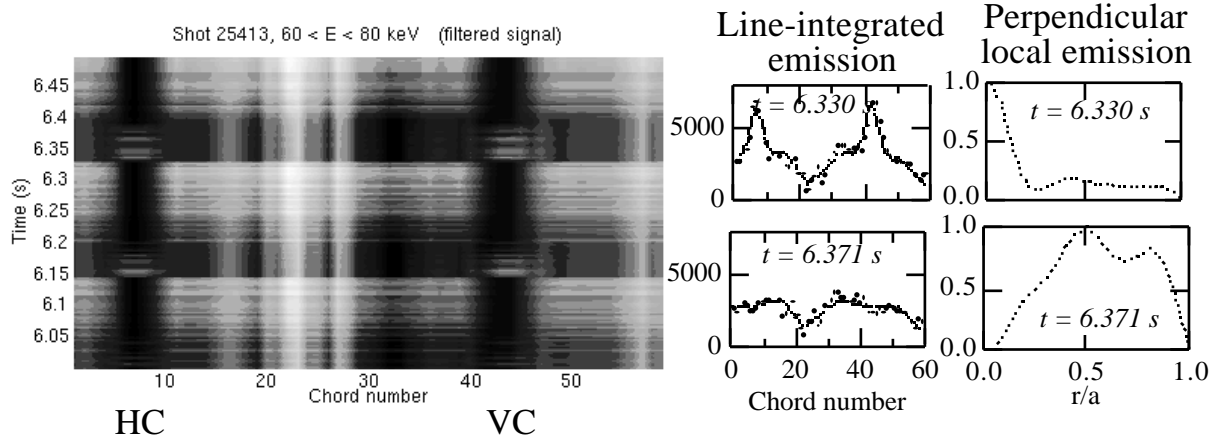 Shot 25413, 60 < E < 80 keV (filtered signal)
Time (s)
6.45
6.4
6.35
6.3
6.25
6.2
6.15
6.1
6.05
10 20 30 40 50
Chord number
HC VC
Line-integrated
emission
t = 6.330 s
5000
0
0 20 40 60
t = 6.371 s
5000
0
0 20 40 60
Chord number
Perpendicular
local emission
1.0
0.5
0.0
t = 6.330 s
1.0
0.5
0.0
t = 6.371 s
0.0 0.5 1.0
r/a